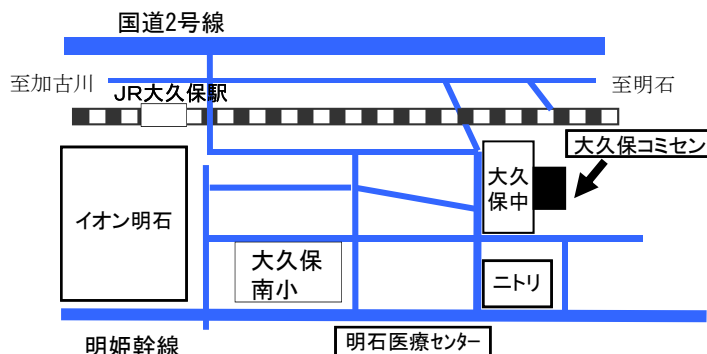 国道2号線
至加古川
至明石
JR大久保駅
大久保コミセン
大久
保中
イオン明石
大久保
南小
ニトリ
明姫幹線
明石医療センター